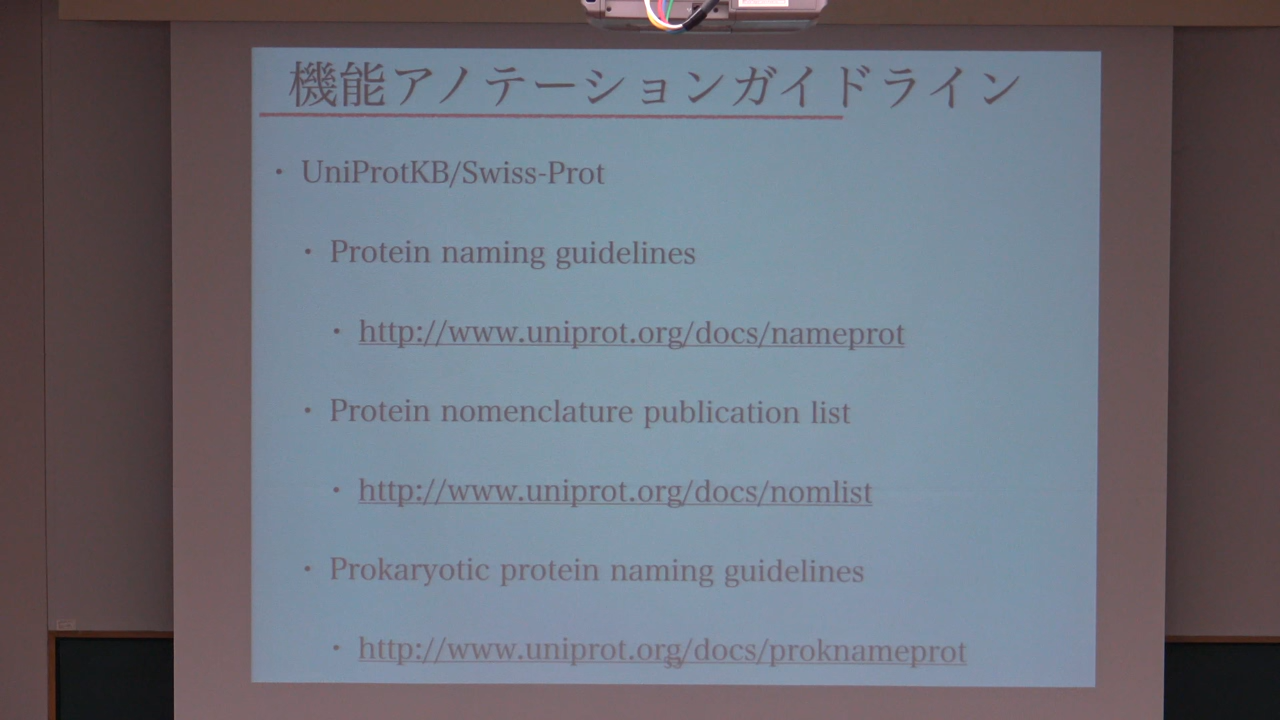 機能アノテーションガイドライン
・ UniProtKB/Swiss-Prot
・ Protein naming guidelines
・ http://www.uniprot.org/docs/nameprot
・ Protein nomenclature publication list
・ http://www.uniprot.org/docs/nomlist
・ Prokaryotic protein naming guidelines
・ http://www.uniprot.org/docs/proknameprot